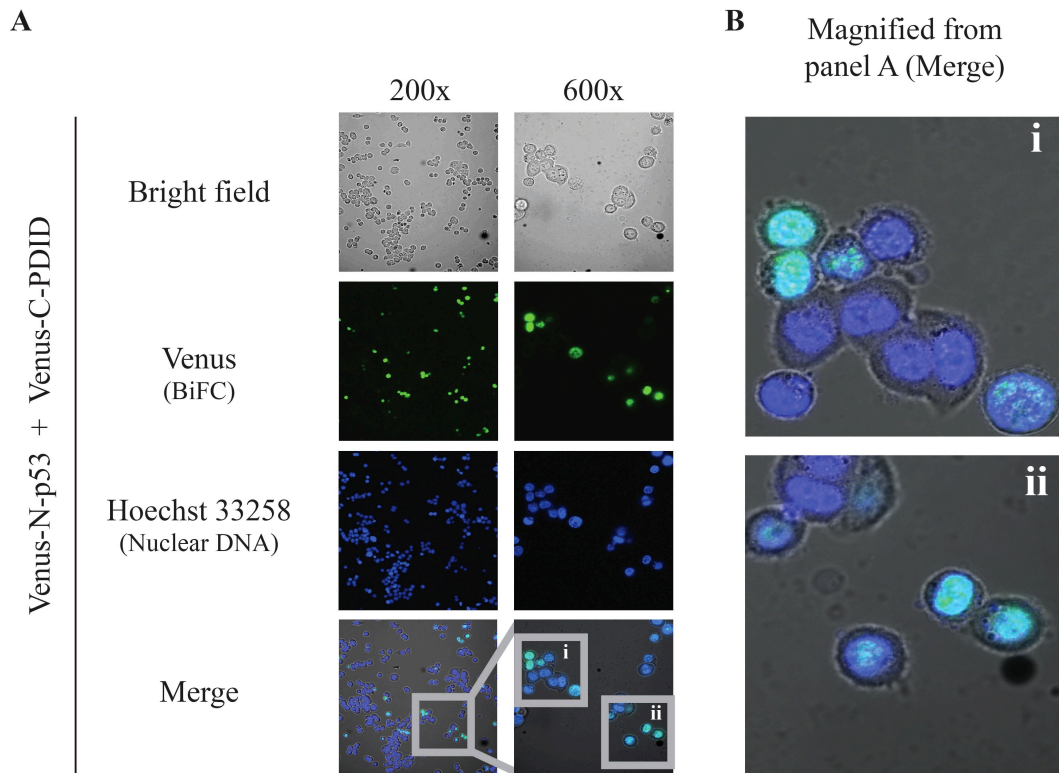 A
B
Magnified from
panel A (Merge)
200x
600x
Venus-N-p53 + Venus-C-PDID
Bright field
Venus
(BiFC)
Hoechst 33258
(Nuclear DNA)
Merge
i
ii
i
ii